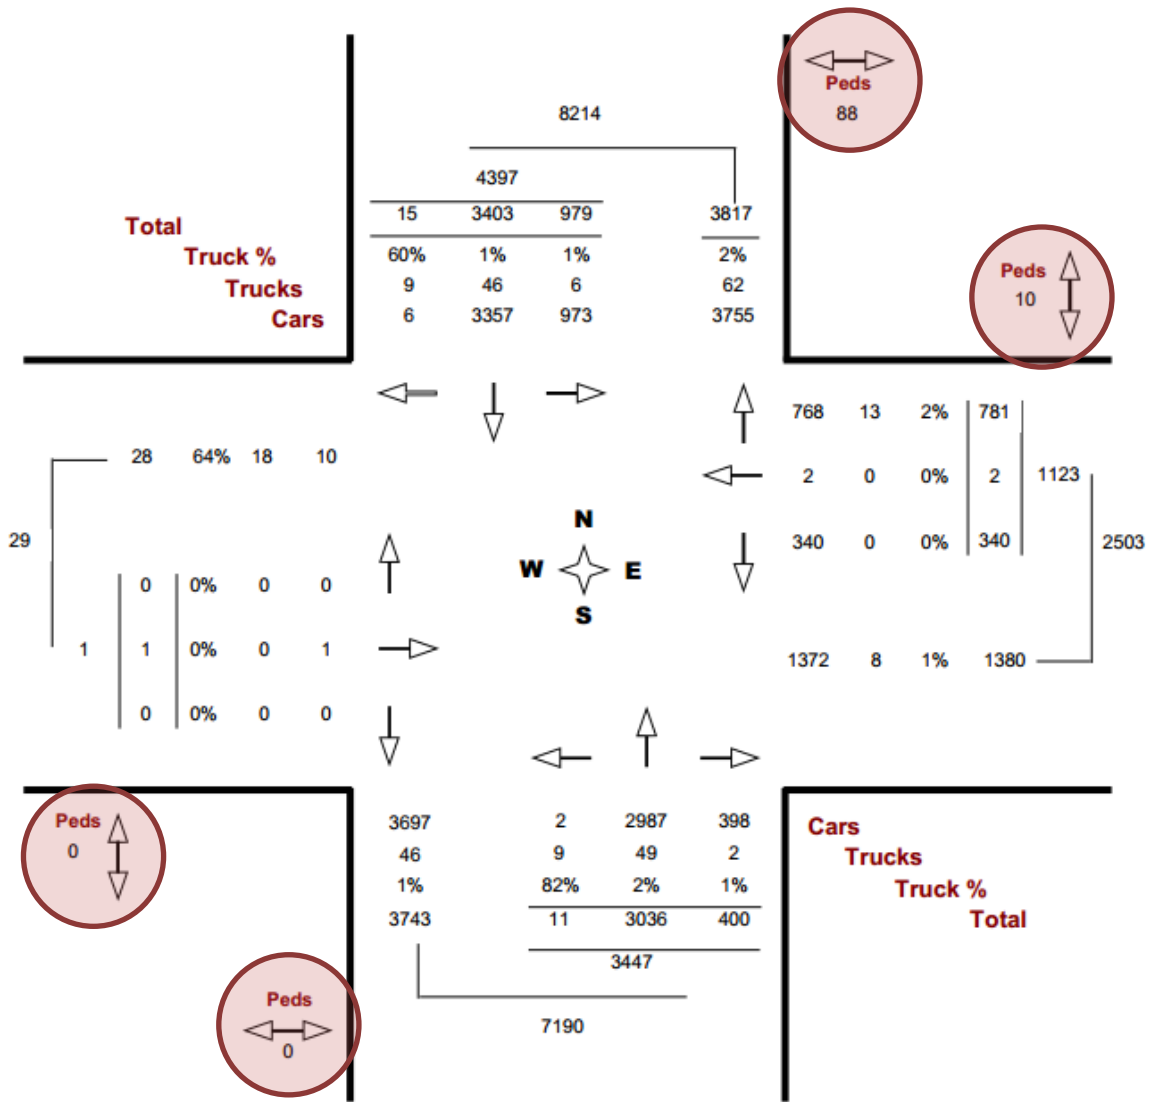 Peds
88
8214
4397
15 3403 979 3817
Total
60% 1% 1% 2%
Truck %
9 46 6 62
Trucks
6 3357 973 3755
Cars
Peds
10
768 13 2% 781
28 64% 18 10
2 0 0% 2 1123
N
29
340 0 0% 340 2503
W E
0 0% 0 0
S
1 1 0% 0 1
1372 8 1% 1380
0 0% 0 0
Peds
0
3697 2 2987 398
Cars
46 9 49 2
Trucks
1% 82% 2% 1%
Truck %
3743 11 3036 400
Total
3447
Peds
0
7190